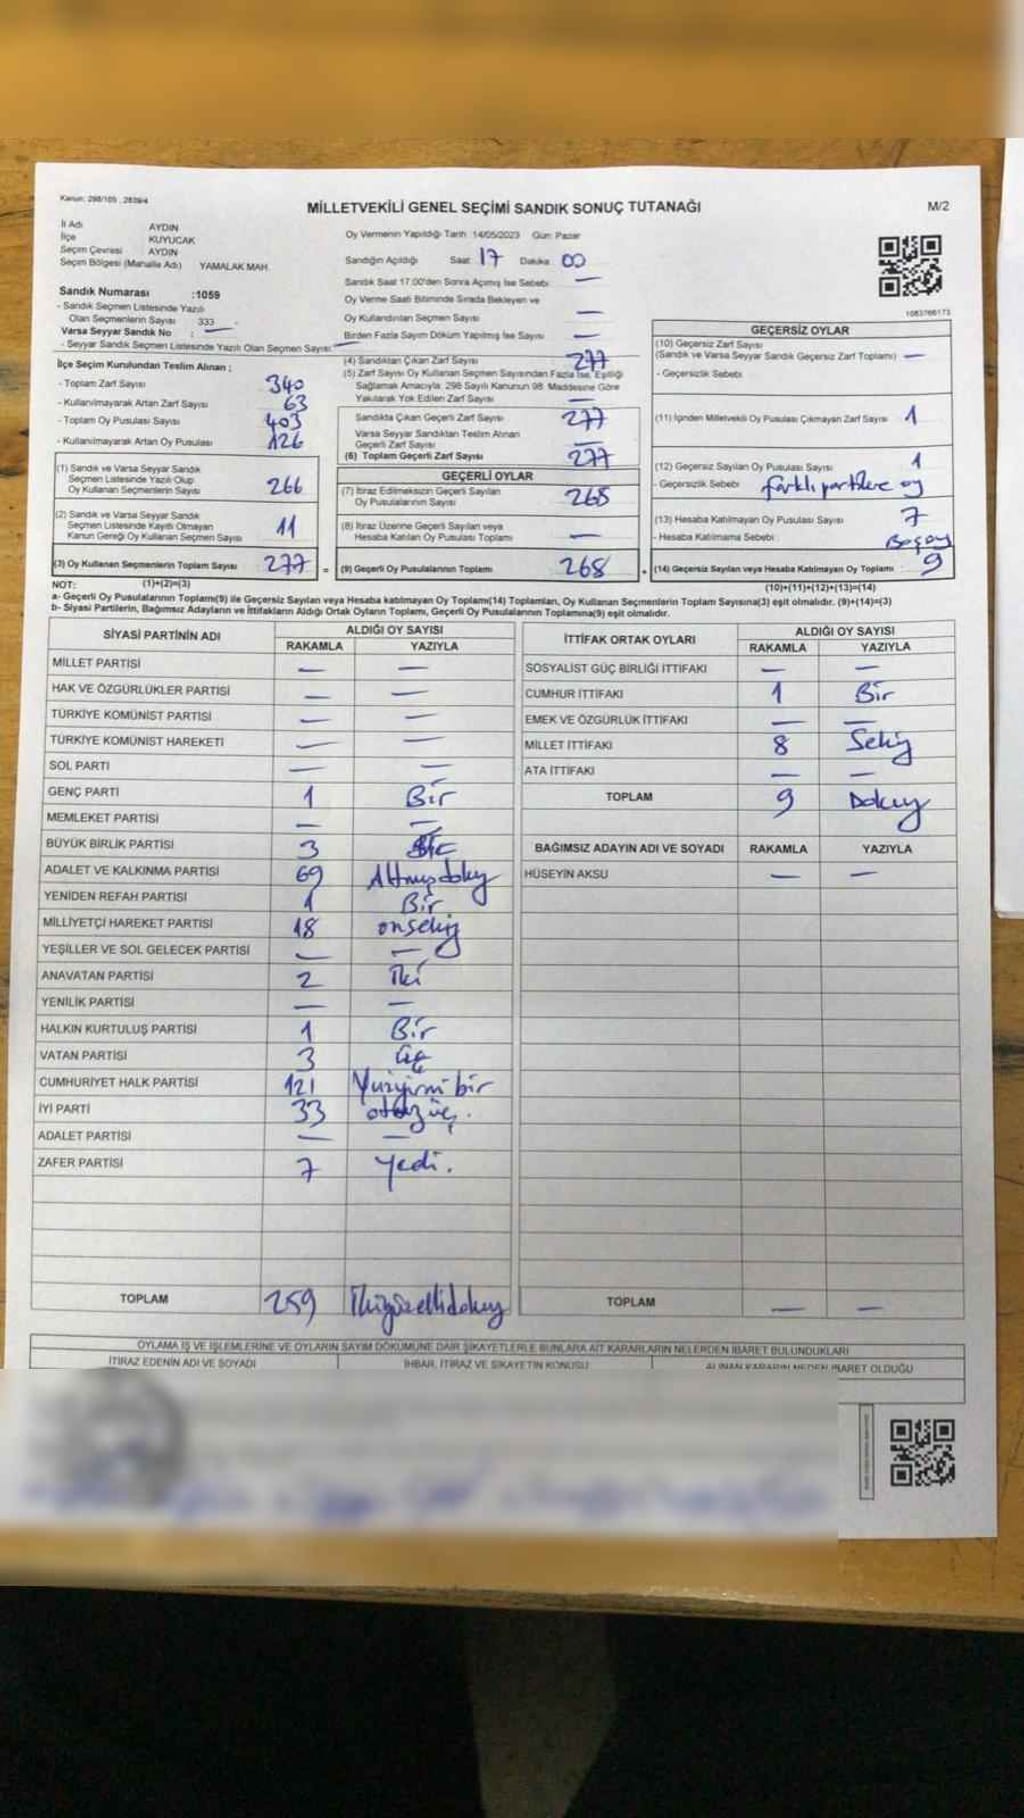 Kanun: 298/105 , 2839/4
MİLLETVEKİLİ GENEL SEÇİMİ SANDIK SONUÇ TUTANAĞI
M/2
İl Adı AYDIN
İlçe KUYUCAK
Seçim Çevresi AYDIN
Seçim Bölgesi (Mahalle Adı) YAMALAK MAH.
Sandık Numarası :1059
- Sandık Seçmen Listesinde Yazılı
Olan Seçmenlerin Sayısı 333
Varsa Seyyar Sandık No : —
- Seyyar Sandık Seçmen Listesinde Yazılı Olan Seçmen Sayısı: —
Oy Vermenin Yapıldığı Tarih: 14/05/2023 Gün: Pazar
Sandığın Açıldığı Saat: 17 Dakika: 00
Sandık Saat 17:00'den Sonra Açılmış İse Sebebi: —
Oy Verme Saati Bitiminde Sırada Bekleyen ve
Oy Kullandırılan Seçmen Sayısı —
Birden Fazla Sayım Döküm Yapılmış İse Sayısı —
1083766173
İlçe Seçim Kurulundan Teslim Alınan ;
- Toplam Zarf Sayısı 340
- Kullanılmayarak Artan Zarf Sayısı 63
- Toplam Oy Pusulası Sayısı 403
- Kullanılmayarak Artan Oy Pusulası 126
(4) Sandıktan Çıkan Zarf Sayısı 277
(5) Zarf Sayısı Oy Kullanan Seçmen Sayısından Fazla İse, Eşitliği
Sağlamak Amacıyla, 298 Sayılı Kanunun 98. Maddesine Göre
Yakılarak Yok Edilen Zarf Sayısı —
Sandıkta Çıkan Geçerli Zarf Sayısı 277
Varsa Seyyar Sandıktan Teslim Alınan
Geçerli Zarf Sayısı —
(6) Toplam Geçerli Zarf Sayısı 277
GEÇERSİZ OYLAR
(10) Geçersiz Zarf Sayısı
(Sandık ve Varsa Seyyar Sandık Geçersiz Zarf Toplamı) —
- Geçersizlik Sebebi:
(11) İçinden Milletvekili Oy Pusulası Çıkmayan Zarf Sayısı 1
(12) Geçersiz Sayılan Oy Pusulası Sayısı 1
- Geçersizlik Sebebi: farklı partilere oy
(13) Hesaba Katılmayan Oy Pusulası Sayısı 7
- Hesaba Katılmama Sebebi:
(14) Geçersiz Sayılan veya Hesaba Katılmayan Oy Toplamı : 9
(10)+(11)+(12)+(13)=(14)
(1) Sandık ve Varsa Seyyar Sandık
Seçmen Listesinde Yazılı Olup
Oy Kullanan Seçmenlerin Sayısı 266
(2) Sandık ve Varsa Seyyar Sandık
Seçmen Listesinde Kayıtlı Olmayan
Kanun Gereği Oy Kullanan Seçmen Sayısı 11
(3) Oy Kullanan Seçmenlerin Toplam Sayısı 277 =
(1)+(2)=(3)
GEÇERLİ OYLAR
(7) İtiraz Edilmeksizin Geçerli Sayılan
Oy Pusulalarının Sayısı 268
(8) İtiraz Üzerine Geçerli Sayılan veya
Hesaba Katılan Oy Pusulası Toplamı —
(9) Geçerli Oy Pusulalarının Toplamı 268 +
NOT:
a- Geçerli Oy Pusulaların Toplamı(9) ile Geçersiz Sayılan veya Hesaba katılmayan Oy Toplamı(14) Toplamları, Oy Kullanan Seçmenlerin Toplam Sayısına(3) eşit olmalıdır. (9)+(14)=(3)
b- Siyasi Partilerin, Bağımsız Adayların ve İttifakların Aldığı Ortak Oyların Toplamı, Geçerli Oy Pusulalarının Toplamına(9) eşit olmalıdır.
SİYASİ PARTİNİN ADI ALDIĞI OY SAYISI
RAKAMLA YAZIYLA
MİLLET PARTİSİ — —
HAK VE ÖZGÜRLÜKLER PARTİSİ — —
TÜRKİYE KOMÜNİST PARTİSİ — —
TÜRKİYE KOMÜNİST HAREKETİ — —
SOL PARTİ — —
GENÇ PARTİ 1 Bir
MEMLEKET PARTİSİ — —
BÜYÜK BİRLİK PARTİSİ 3
ADALET VE KALKINMA PARTİSİ 69 Altmışdokuz
YENİDEN REFAH PARTİSİ 1 Bir
MİLLİYETÇİ HAREKET PARTİSİ 18 onsekiz
YEŞİLLER VE SOL GELECEK PARTİSİ — —
ANAVATAN PARTİSİ 2 İki
YENİLİK PARTİSİ — —
HALKIN KURTULUŞ PARTİSİ 1 Bir
VATAN PARTİSİ 3 üç
CUMHURİYET HALK PARTİSİ 121 Yüzyirmi bir
İYİ PARTİ 33 otuzüç.
ADALET PARTİSİ — —
ZAFER PARTİSİ 7 Yedi.
TOPLAM 259 İkiyüzellidokuz
İTTİFAK ORTAK OYLARI ALDIĞI OY SAYISI
RAKAMLA YAZIYLA
SOSYALİST GÜÇ BİRLİĞİ İTTİFAKI — —
CUMHUR İTTİFAKI 1 Bir
EMEK VE ÖZGÜRLÜK İTTİFAKI — —
MİLLET İTTİFAKI 8 Sekiz
ATA İTTİFAKI — —
TOPLAM 9 Dokuz
BAĞIMSIZ ADAYIN ADI VE SOYADI RAKAMLA YAZIYLA
HÜSEYİN AKSU — —
TOPLAM — —
OYLAMA İŞ VE İŞLEMLERİNE VE OYLARIN SAYIM DÖKÜMÜNE DAİR ŞİKAYETLERLE BUNLARA AİT KARARLARIN NELERDEN İBARET BULUNDUKLARI
İTİRAZ EDENİN ADI VE SOYADI İHBAR, İTİRAZ VE ŞİKAYETİN KONUSU ALINAN KARARIN NEDEN İBARET OLDUĞU